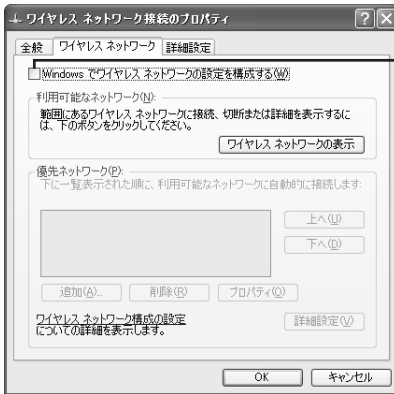 ワイヤレス ネットワーク接続のプロパティ
全般 ワイヤレス ネットワーク 詳細設定
Windows でワイヤレス ネットワークの設定を構成する(W)
利用可能なネットワーク(N):
範囲にあるワイヤレス ネットワークに接続、切断または詳細を表示するに
は、下のボタンをクリックしてください。
ワイヤレス ネットワークの表示
優先ネットワーク(P):
下に一覧表示された順に、利用可能なネットワークに自動的に接続します:
上へ(U)
下へ(D)
追加(A)... 削除(R) プロパティ(O)
ワイヤレス ネットワーク構成の設定
についての詳細を表示します。
詳細設定(V)
OK キャンセル